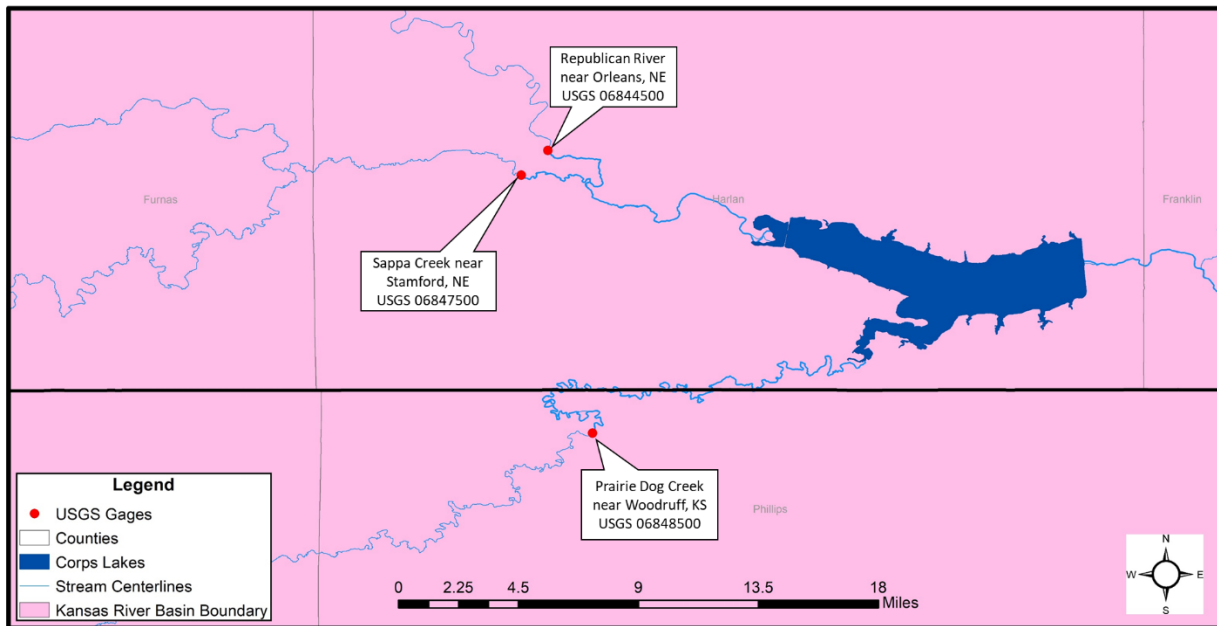 Republican River
near Orleans, NE
USGS 06844500
Furnas
Harlan
Franklin
Sappa Creek near
Stamford, NE
USGS 06847500
Prairie Dog Creek
near Woodruff, KS
USGS 06848500
Phillips
Legend
USGS Gages
Counties
Corps Lakes
Stream Centerlines
Kansas River Basin Boundary
0 2.25 4.5 9 13.5 18
Miles
N
W E
S